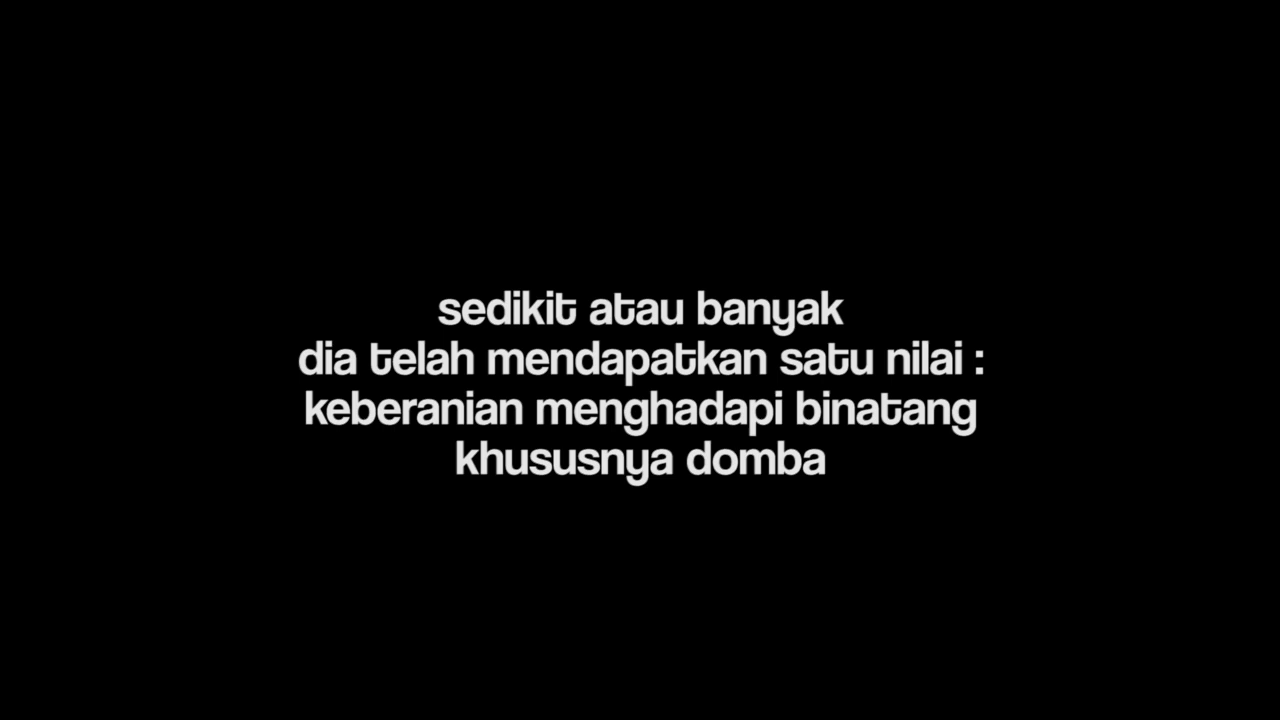 sedikit atau banyak
dia telah mendapatkan satu nilai :
keberanian menghadapi binatang
khususnya domba